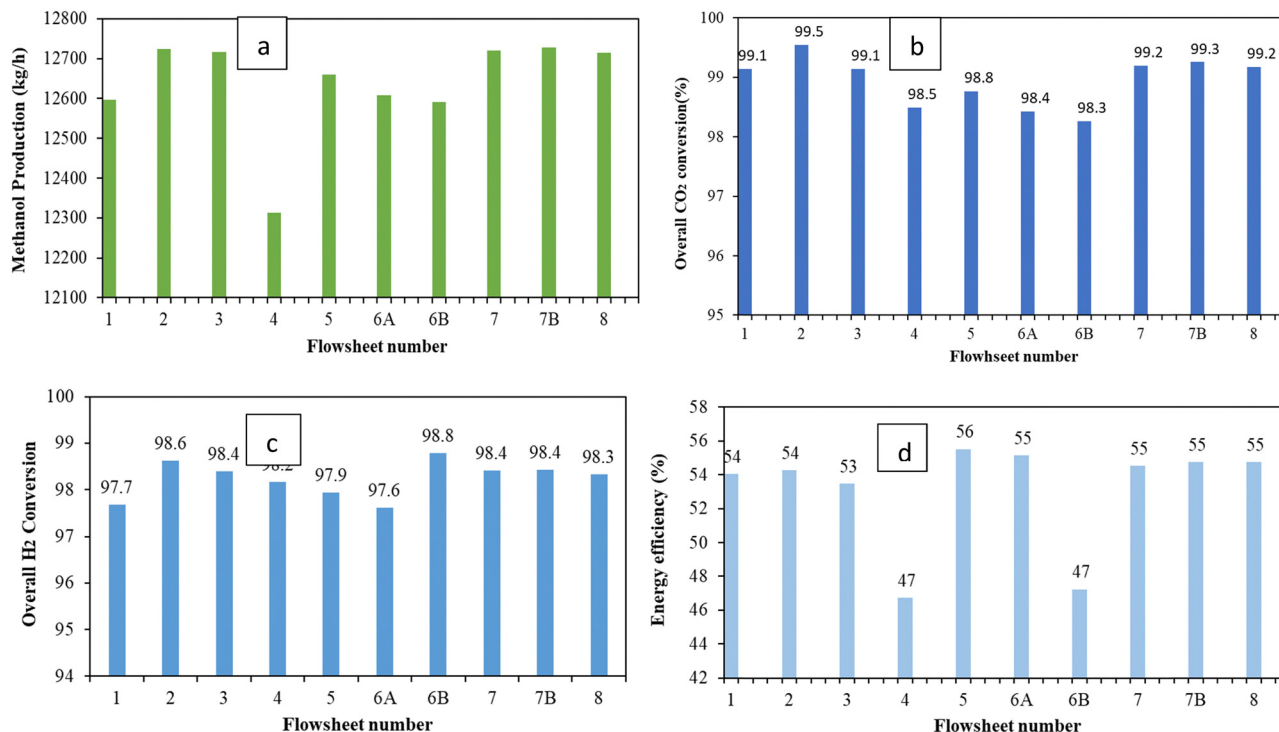 a
Methanol Production (kg/h)
12800
12700
12600
12500
12400
12300
12200
12100
1 2 3 4 5 6A 6B 7 7B 8
Flowsheet number
b
Overall CO2 conversion(%)
100
99
98
97
96
95
99.1 99.5 99.1 98.5 98.8 98.4 98.3 99.2 99.3 99.2
1 2 3 4 5 6A 6B 7 7B 8
Flowhseet number
c
Overall H2 Conversion
100
99
98
97
96
95
94
97.7 98.6 98.4 98.2 97.9 97.6 98.8 98.4 98.4 98.3
1 2 3 4 5 6A 6B 7 7B 8
Flowsheet number
d
Energy efficiency (%)
58
56
54
52
50
48
46
44
42
54 54 53 47 56 55 47 55 55 55
1 2 3 4 5 6A 6B 7 7B 8
Flowsheet number